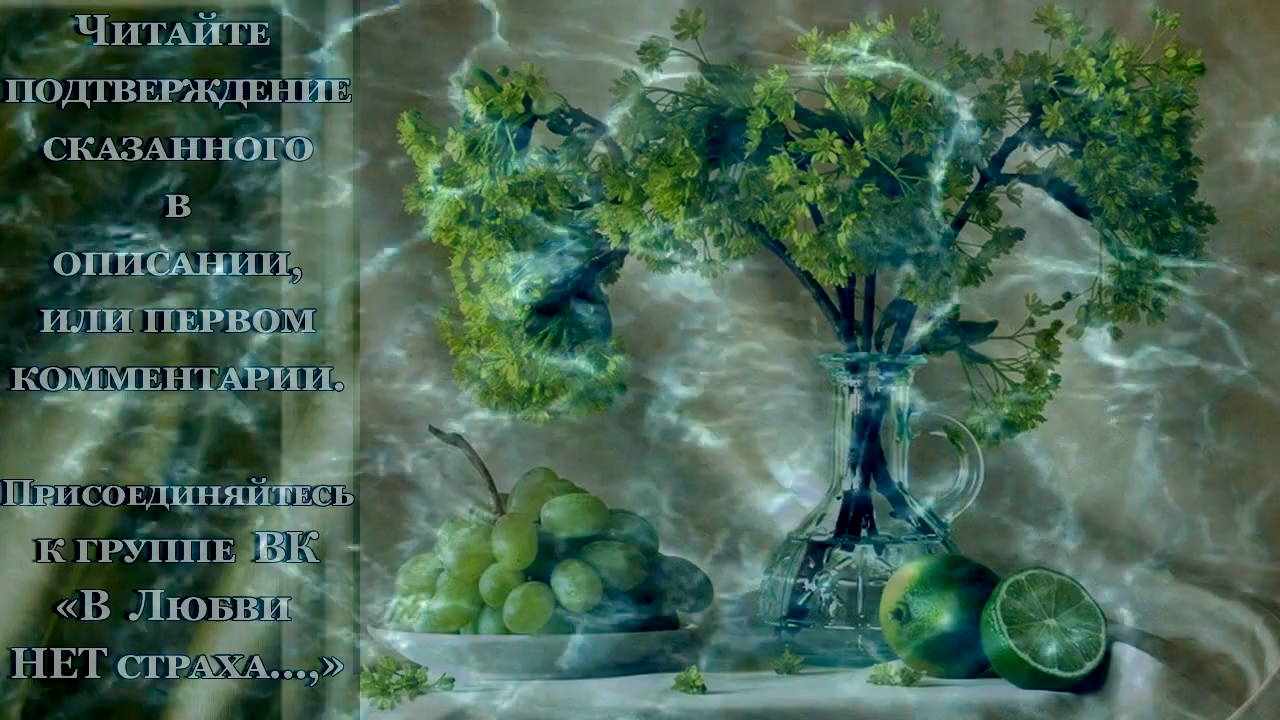 Читайте
подтверждение
сказанного
в
описании,
или первом
комментарии.
Присоединяйтесь
к группе ВК
«В Любви
НЕТ страха...,»